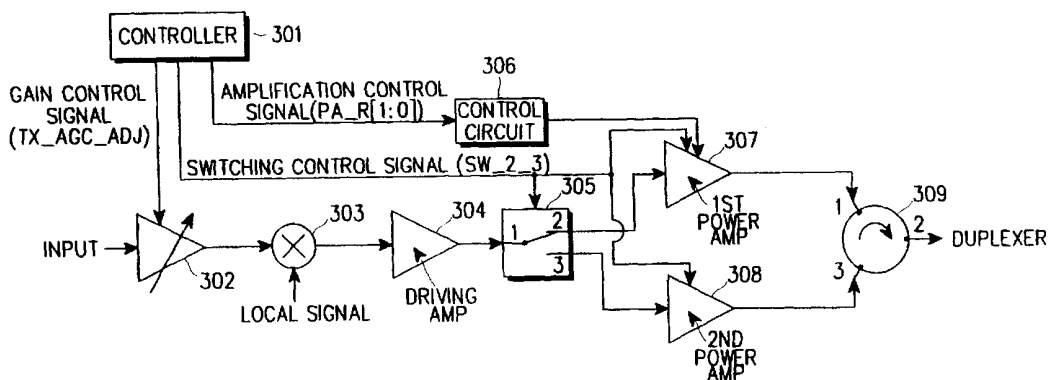 CONTROLLER
301
GAIN CONTROL
SIGNAL
(TX_AGC_ADJ)
AMPLIFICATION CONTROL
SIGNAL(PA_R[1:0])
306
CONTROL
CIRCUIT
SWITCHING CONTROL SIGNAL (SW_2_3)
307
1ST
POWER
AMP
INPUT
302
303
LOCAL SIGNAL
304
DRIVING
AMP
305
1
2
3
308
2ND
POWER
AMP
309
1
2
3
DUPLEXER